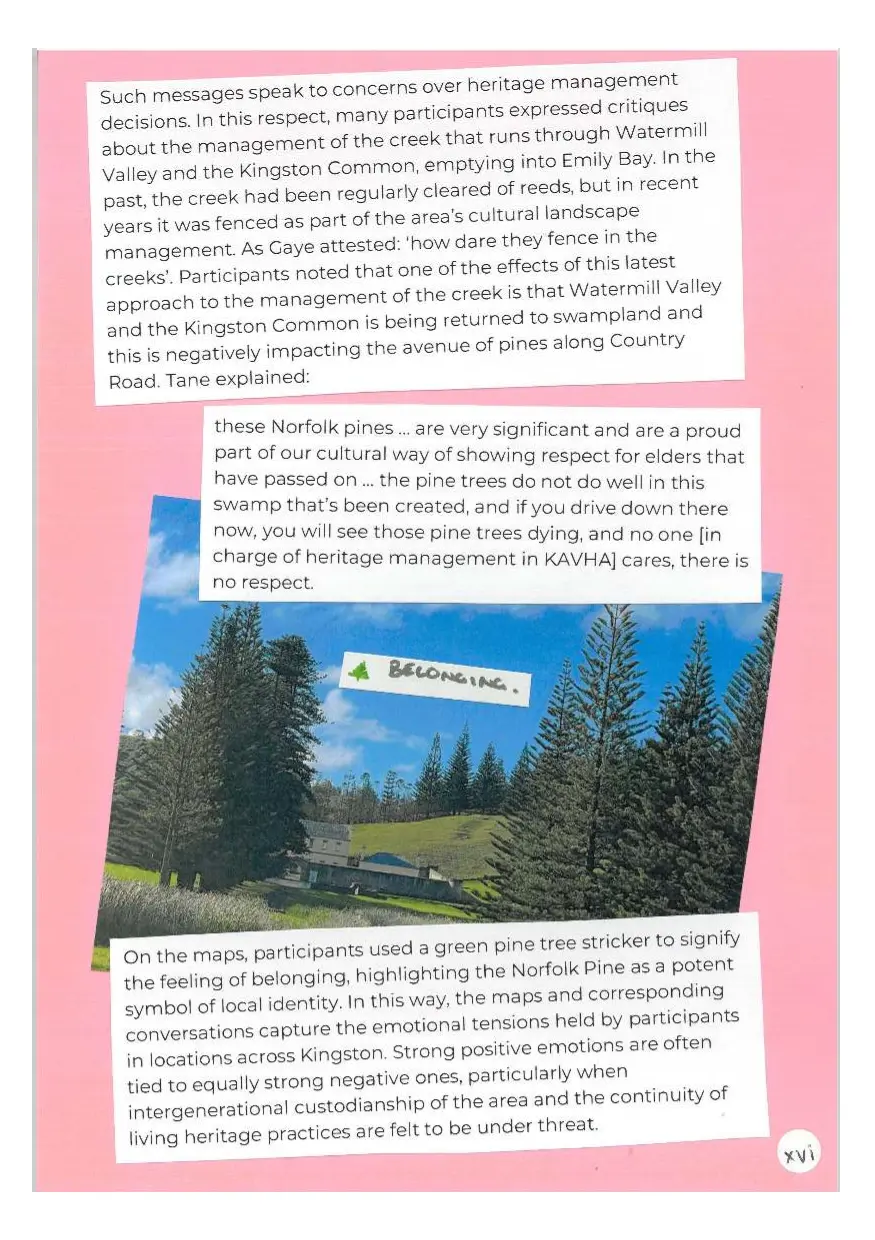 Such messages speak to concerns over heritage management
decisions. In this respect, many participants expressed critiques
about the management of the creek that runs through Watermill
Valley and the Kingston Common, emptying into Emily Bay. In the
past, the creek had been regularly cleared of reeds, but in recent
years it was fenced as part of the area's cultural landscape
management. As Gaye attested: 'how dare they fence in the
creeks'. Participants noted that one of the effects of this latest
approach to the management of the creek is that Watermill Valley
and the Kingston Common is being returned to swampland and
this is negatively impacting the avenue of pines along Country
Road. Tane explained:
these Norfolk pines ... are very significant and are a proud
part of our cultural way of showing respect for elders that
have passed on ... the pine trees do not do well in this
swamp that's been created, and if you drive down there
now, you will see those pine trees dying, and no one [in
charge of heritage management in KAVHA] cares, there is
no respect.
BELONGING.
On the maps, participants used a green pine tree stricker to signify
the feeling of belonging, highlighting the Norfolk Pine as a potent
symbol of local identity. In this way, the maps and corresponding
conversations capture the emotional tensions held by participants
in locations across Kingston. Strong positive emotions are often
tied to equally strong negative ones, particularly when
intergenerational custodianship of the area and the continuity of
living heritage practices are felt to be under threat.
xvi